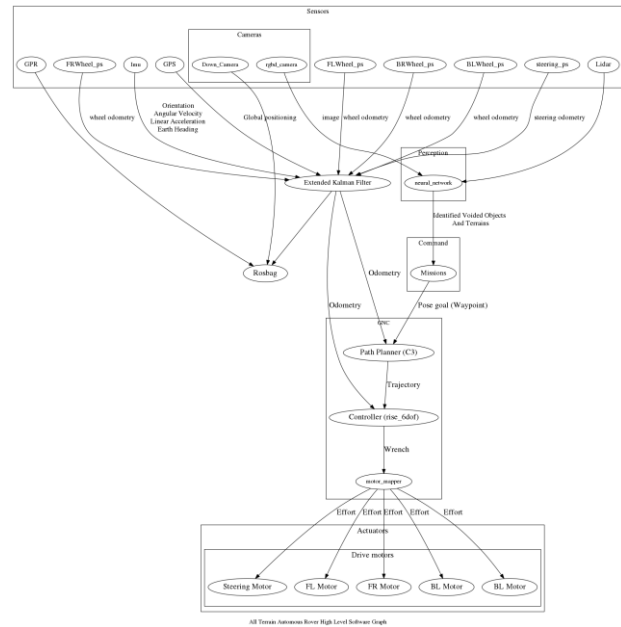 Sensors
Cameras
GPR
FRWheel_ps
Imu
GPS
Down_Camera
rgbd_camera
FLWheel_ps
BRWheel_ps
BLWheel_ps
steering_ps
Lidar
wheel odometry
Orientation
Angular Velocity
Linear Acceleration
Earth Heading
Global positioning
image
wheel odometry
wheel odometry
wheel odometry
steering odometry
Perception
Extended Kalman Filter
neural_network
Identified Voided Objects
And Terrains
Command
Rosbag
Odometry
Minions
Odometry
Pose goal (Waypoint)
GNC
Path Planner (C3)
Trajectory
Controller (rise_6dof)
Wrench
motor_mapper
Effort
Effort
Effort
Effort
Effort
Actuators
Drive motors
Steering Motor
FL Motor
FR Motor
BL Motor
BL Motor
All Terrain Autonous Rover High Level Software Graph